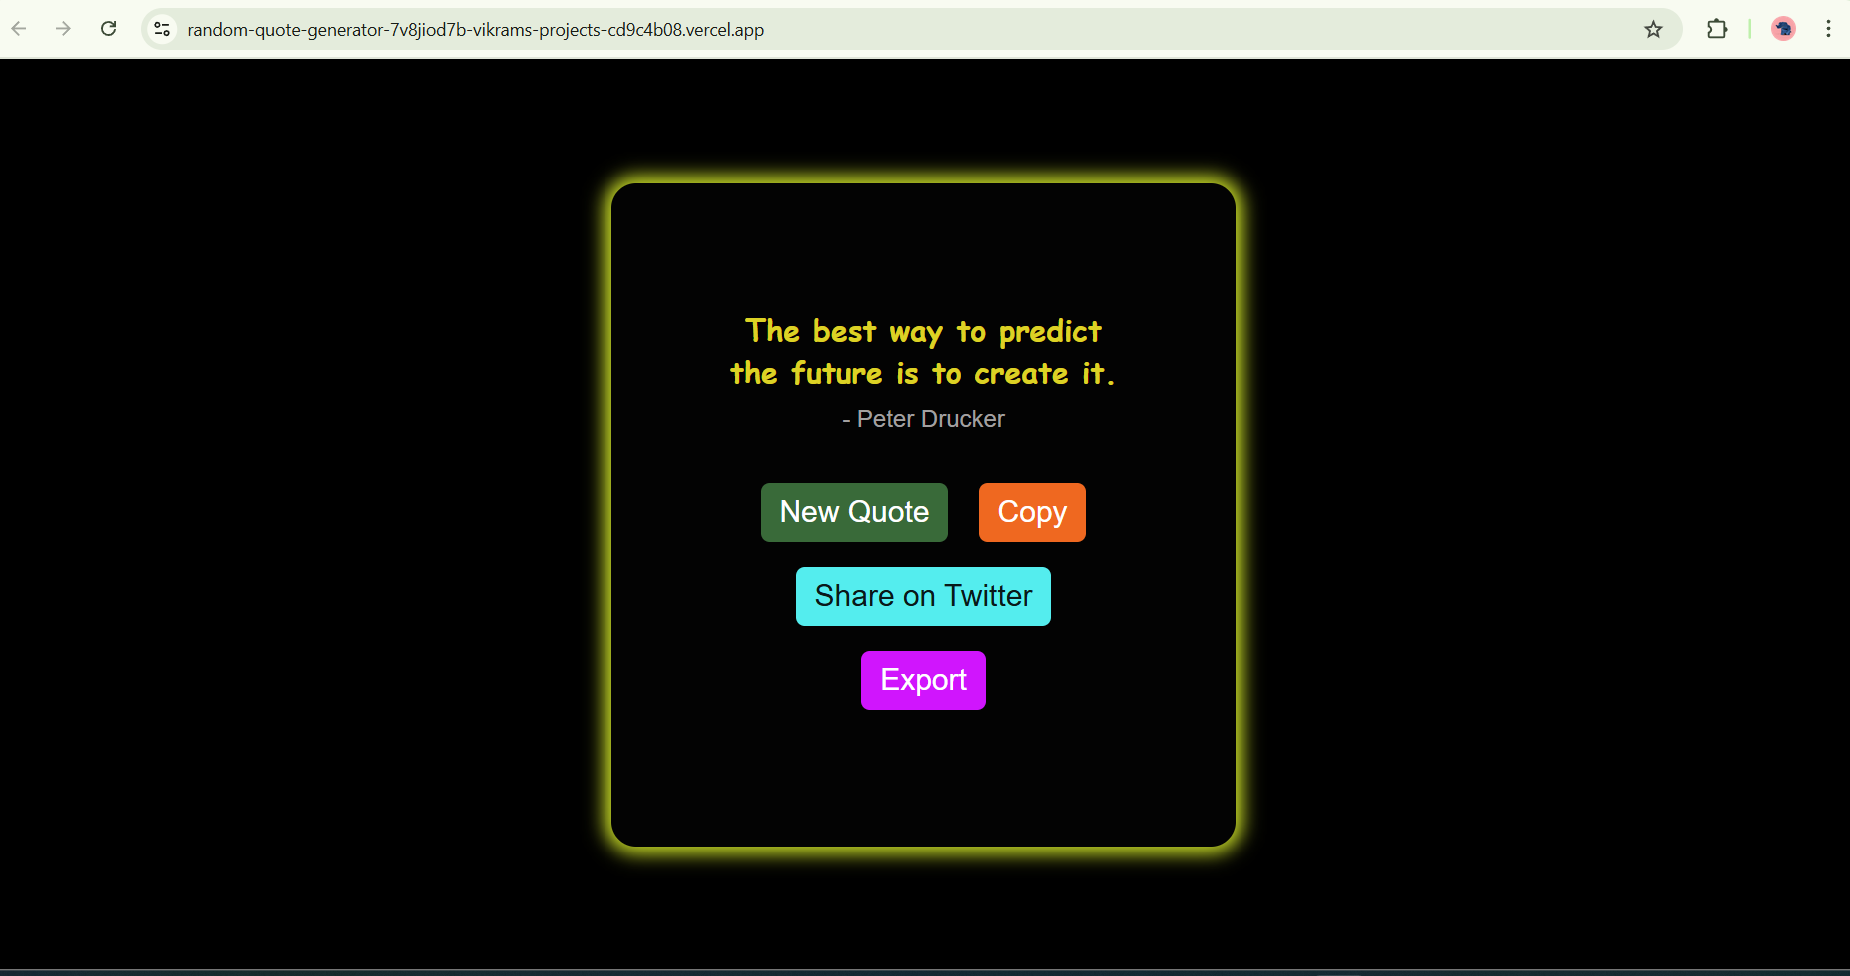 random-quote-generator-7v8jiod7b-vikrams-projects-cd9c4b08.vercel.app
The best way to predict
the future is to create it.
- Peter Drucker
New Quote Copy
Share on Twitter
Export